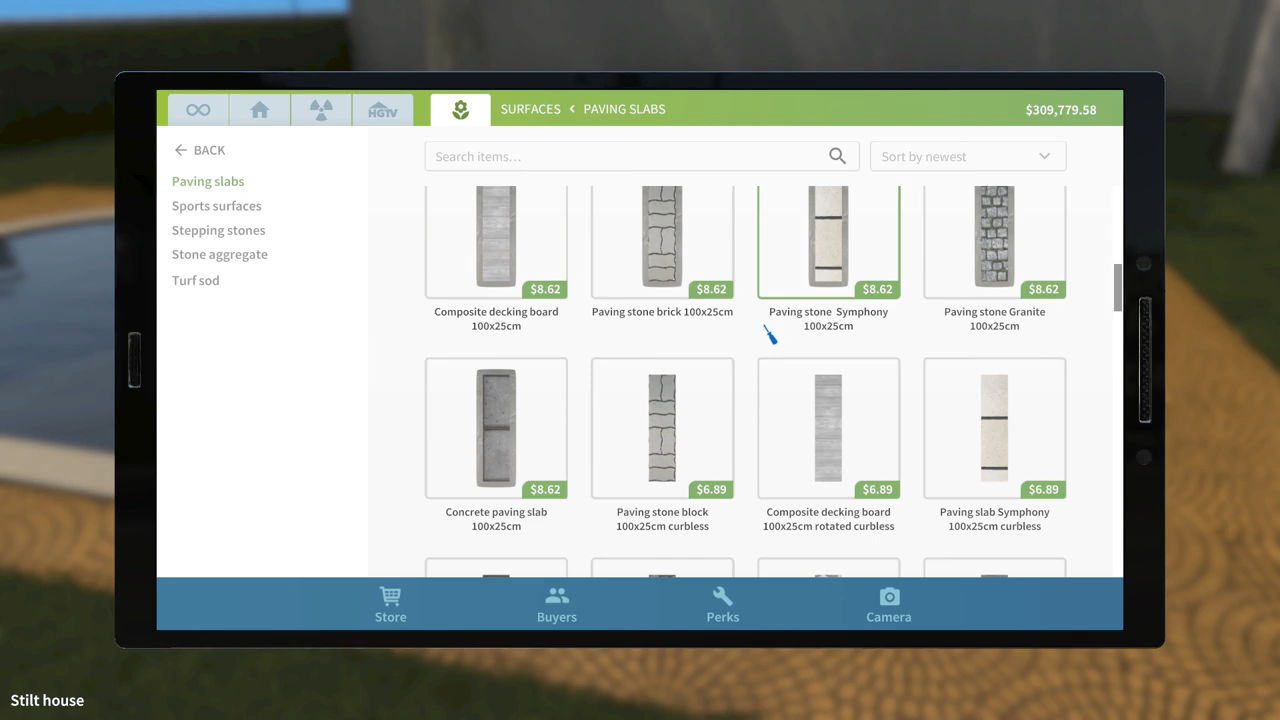 HGTV
SURFACES < PAVING SLABS
$309,779.58
BACK
Paving slabs
Sports surfaces
Stepping stones
Stone aggregate
Turf sod
Search items...
Sort by newest
$8.62
$8.62
$8.62
$8.62
Composite decking board
100x25cm
Paving stone brick 100x25cm
Paving stone Symphony
100x25cm
Paving stone Granite
100x25cm
$8.62
$6.89
$6.89
$6.89
Concrete paving slab
100x25cm
Paving stone block
100x25cm curbless
Composite decking board
100x25cm rotated curbless
Paving slab Symphony
100x25cm curbless
Store
Buyers
Perks
Camera
Stilt house